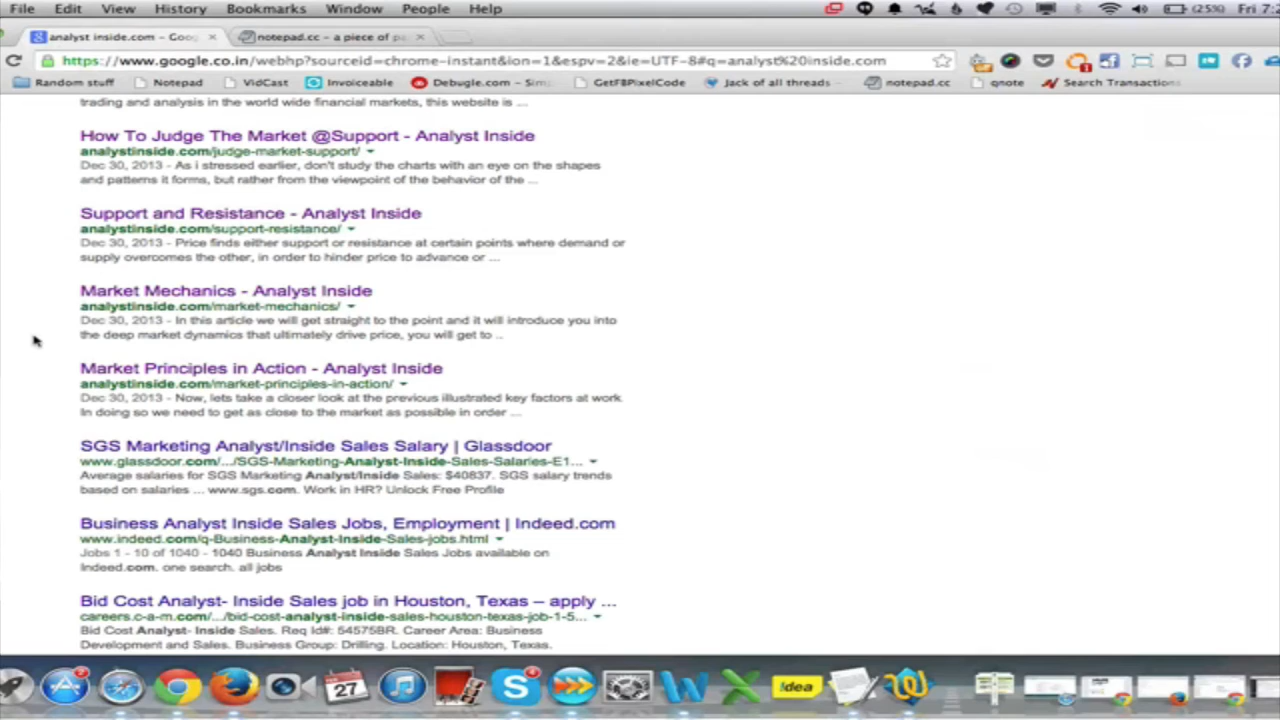 File Edit View History Bookmarks Window People Help (25%) Fri 7:2
analyst inside.com – Goo notepad.cc – a piece of pa
https://www.google.co.in/webhp?sourceid=chrome-instant&ion=1&espv=2&ie=UTF-8#q=analyst%20inside.com
Random stuff Notepad VidCast Invoiceable Debugle.com – Sim GetFBPixelCode Jack of all threads notepad.cc qnote Search Transaction
trading and analysis in the world wide financial markets, this website is ...
How To Judge The Market @Support - Analyst Inside
analystinside.com/judge-market-support/
Dec 30, 2013 - As i stressed earlier, don't study the charts with an eye on the shapes
and patterns it forms, but rather from the viewpoint of the behavior of the ...
Support and Resistance - Analyst Inside
analystinside.com/support-resistance/
Dec 30, 2013 - Price finds either support or resistance at certain points where demand or
supply overcomes the other, in order to hinder price to advance or ...
Market Mechanics - Analyst Inside
analystinside.com/market-mechanics/
Dec 30, 2013 - In this article we will get straight to the point and it will introduce you into
the deep market dynamics that ultimately drive price, you will get to ..
Market Principles in Action - Analyst Inside
analystinside.com/market-principles-in-action/
Dec 30, 2013 - Now, lets take a closer look at the previous illustrated key factors at work
In doing so we need to get as close to the market as possible in order ...
SGS Marketing Analyst/Inside Sales Salary | Glassdoor
www.glassdoor.com/.../SGS-Marketing-Analyst-Inside-Sales-Salaries-E1...
Average salaries for SGS Marketing Analyst/Inside Sales: $40837. SGS salary trends
based on salaries ... www.sgs.com. Work in HR? Unlock Free Profile
Business Analyst Inside Sales Jobs, Employment | Indeed.com
www.indeed.com/q-Business-Analyst-Inside-Sales-jobs.html
Jobs 1 - 10 of 1040 - 1040 Business Analyst Inside Sales Jobs available on
Indeed.com. one search. all jobs
Bid Cost Analyst- Inside Sales job in Houston, Texas – apply ...
careers.c-a-m.com/.../bid-cost-analyst-inside-sales-houston-texas-job-1-5...
Bid Cost Analyst- Inside Sales. Req Id#: 54575BR. Career Area: Business
Development and Sales. Business Group: Drilling. Location: Houston, Texas.
27 !dea